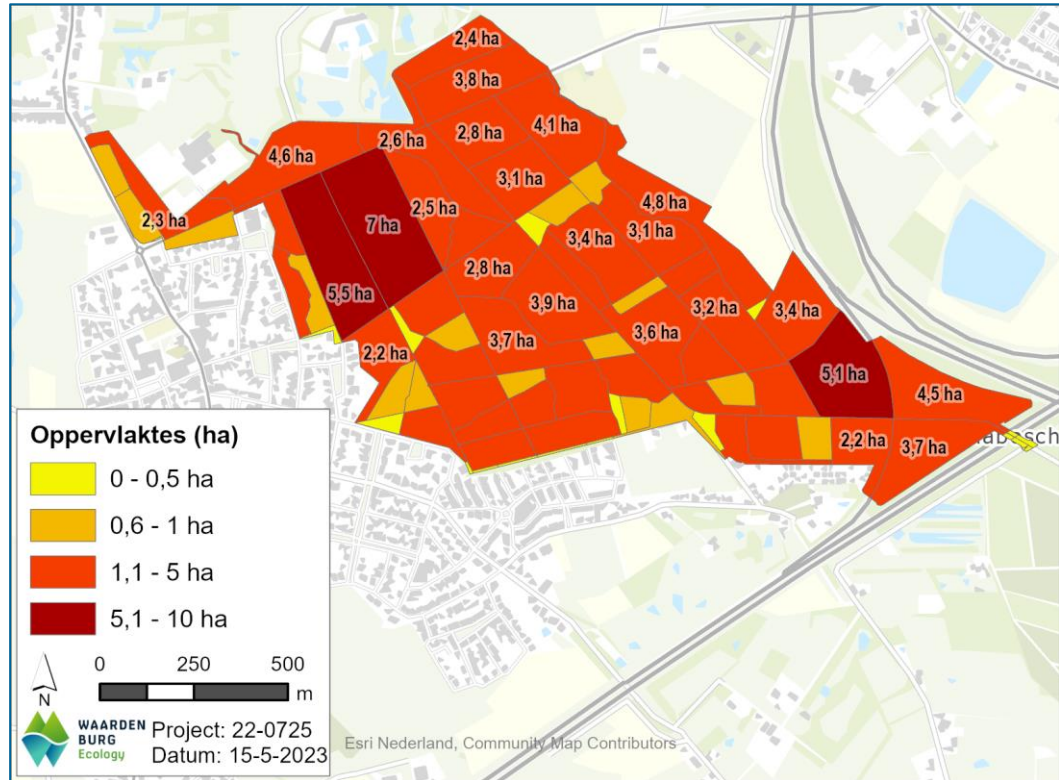 2,4 ha
3,8 ha
2,8 ha
4,1 ha
2,6 ha
4,6 ha
3,1 ha
4,8 ha
2,5 ha
2,3 ha
7 ha
3,4 ha
3,1 ha
2,8 ha
5,5 ha
3,9 ha
3,2 ha
3,4 ha
3,6 ha
3,7 ha
2,2 ha
5,1 ha
4,5 ha
2,2 ha
3,7 ha
Oppervlaktes (ha)
0 - 0,5 ha
0,6 - 1 ha
1,1 - 5 ha
5,1 - 10 ha
0 250 500
m
N
WAARDEN
BURG
Ecology
Project: 22-0725
Datum: 15-5-2023
Esri Nederland, Community Map Contributors